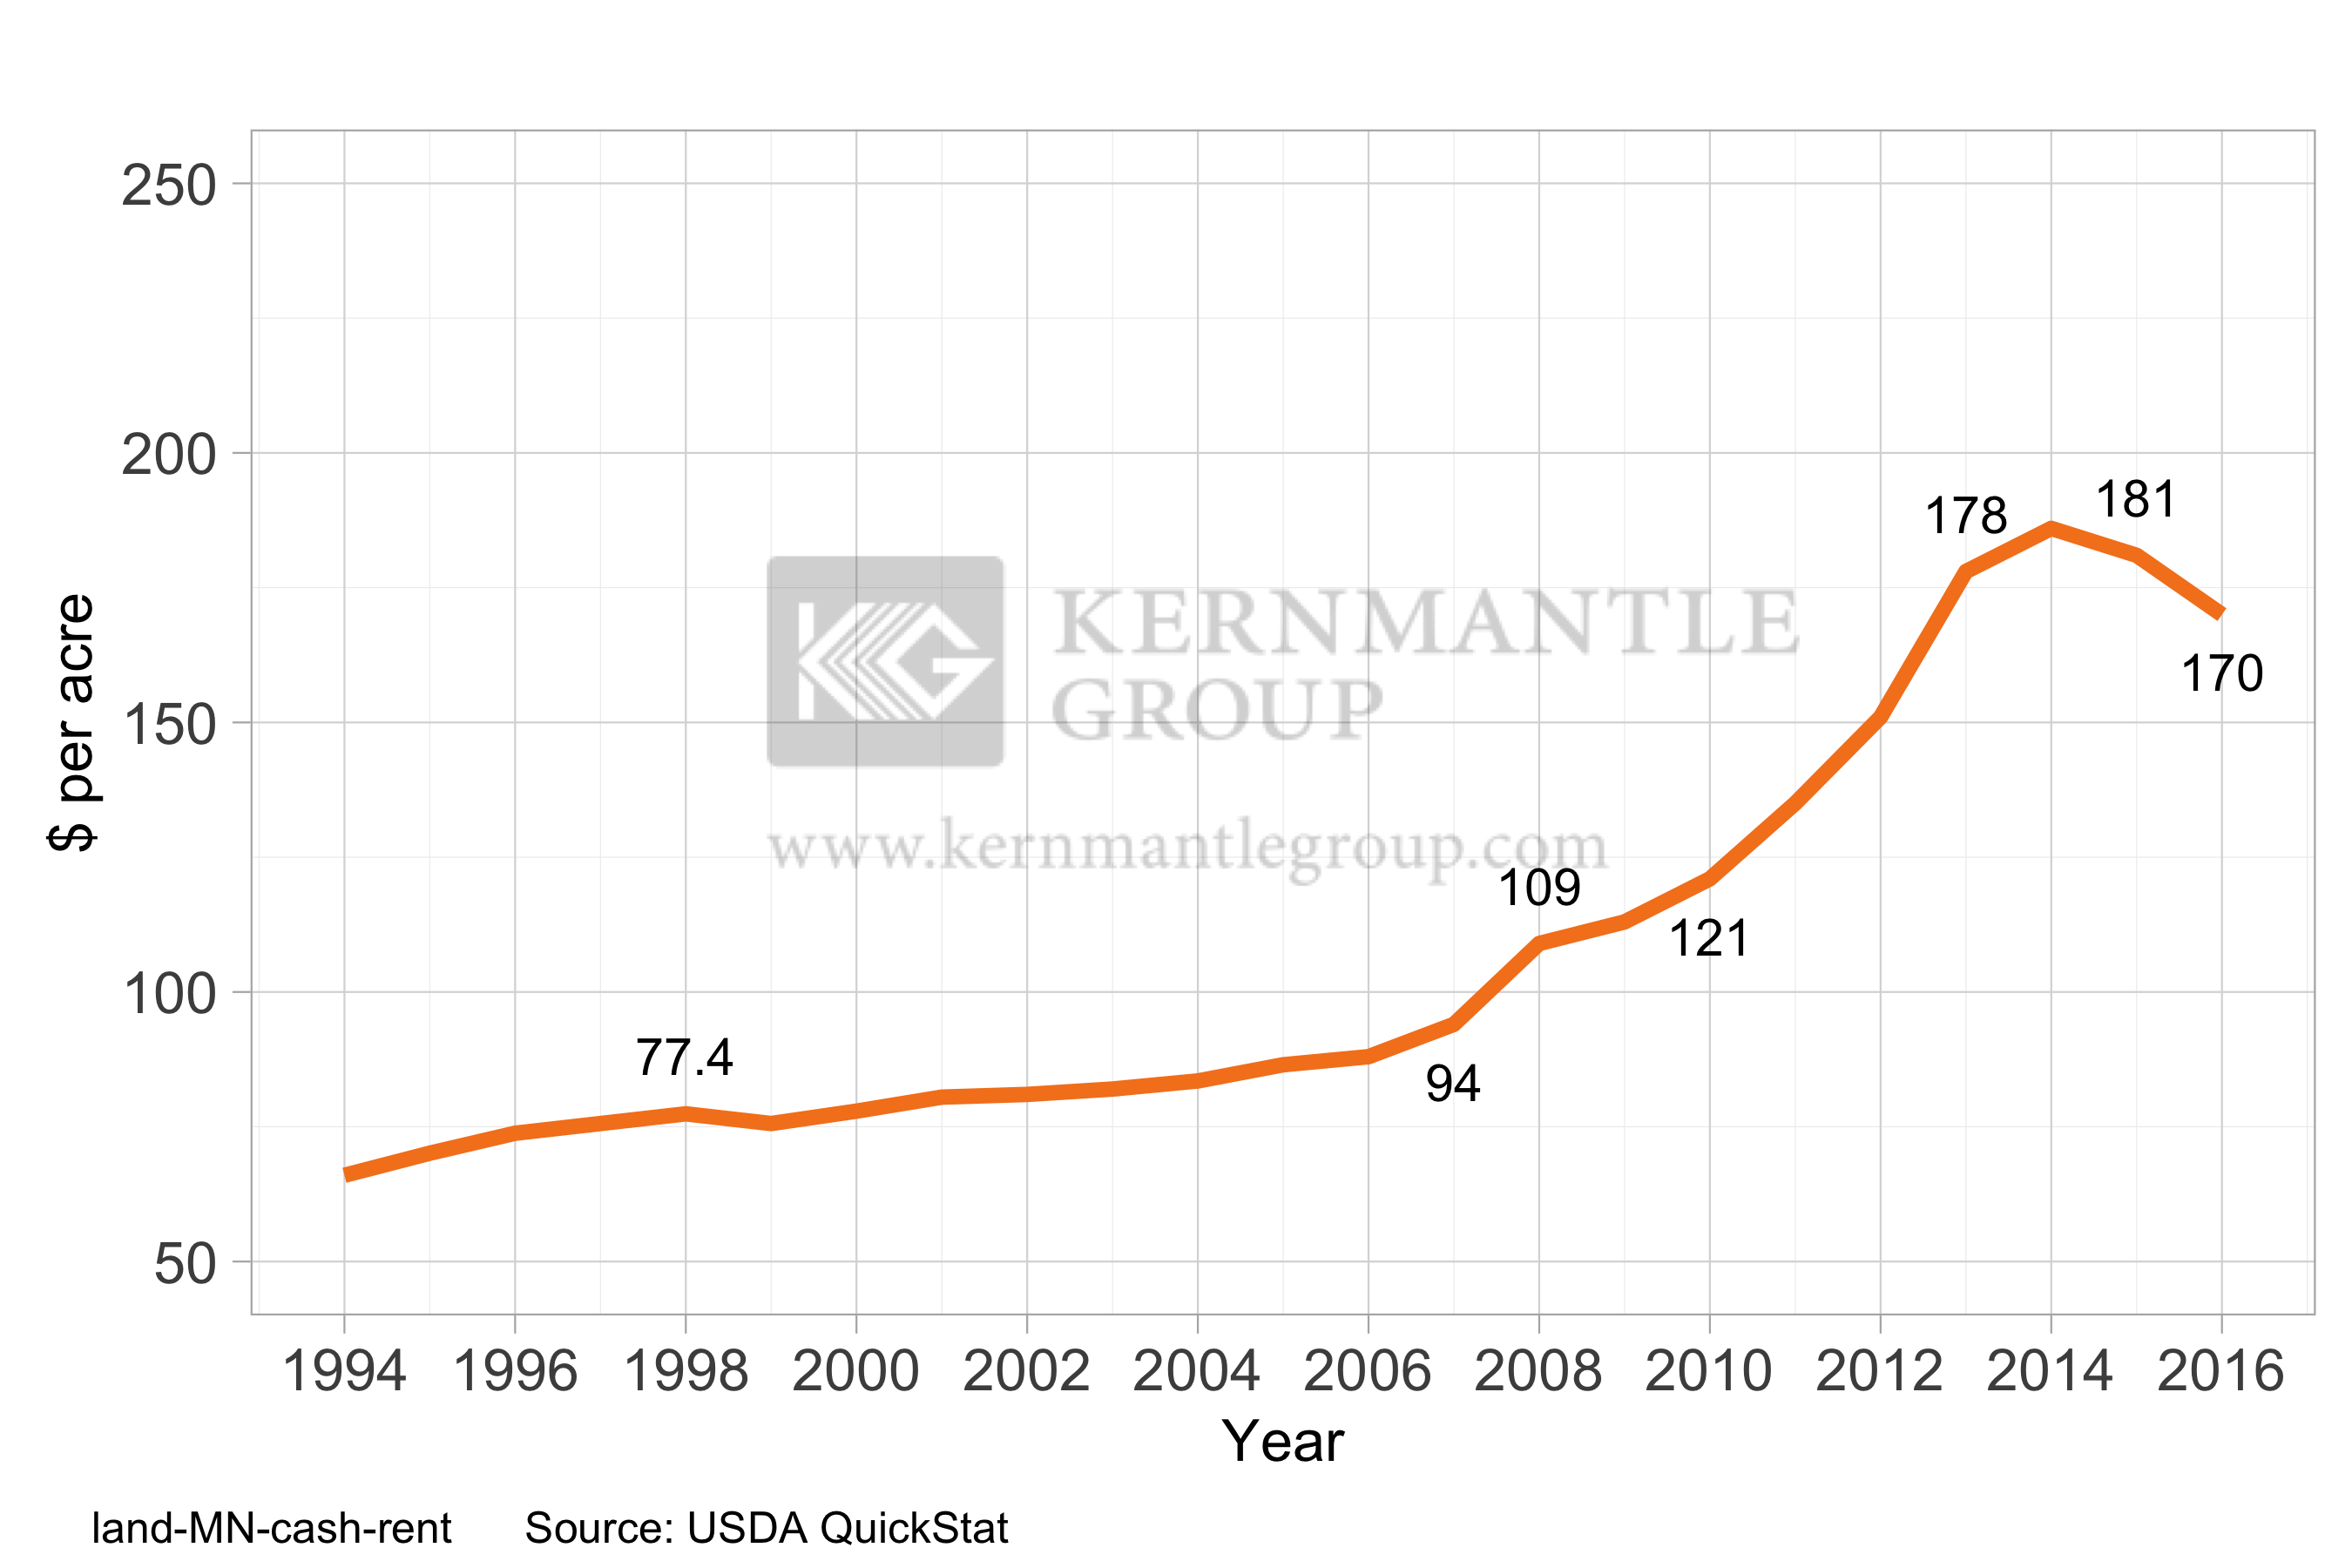 250
200
150
100
50
$ per acre
178
181
170
109
121
77.4
94
KERNMANTLE
GROUP
www.kernmantlegroup.com
1994 1996 1998 2000 2002 2004 2006 2008 2010 2012 2014 2016
Year
land-MN-cash-rent Source: USDA QuickStat